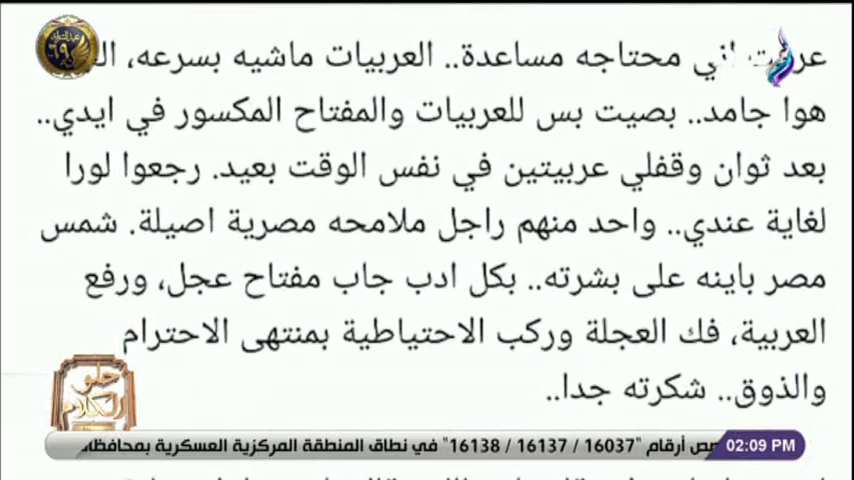 محتاجه مساعدة.. العربيات ماشيه بسرعه،
هوا جامد.. بصيت بس للعربيات والمفتاح المكسور في ايدي..
بعد ثوان وقفلي عربيتين في نفس الوقت بعيد. رجعوا لورا
لغاية عندي.. واحد منهم راجل ملامحه مصرية اصيلة. شمس
مصر باينه على بشرته.. بكل ادب جاب مفتاح عجل، ورفع
العربية، فك العجلة وركب الاحتياطية بمنتهى الاحترام
والذوق.. شكرته جدا..
حلو الكلام
أرقام "16037 / 16137 / 16138" في نطاق المنطقة المركزية العسكرية
02:09 PM